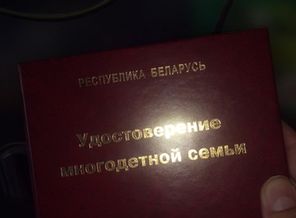 РЕСПУБЛИКА БЕЛАРУСЬ
Удостоверение
многодетной семьи